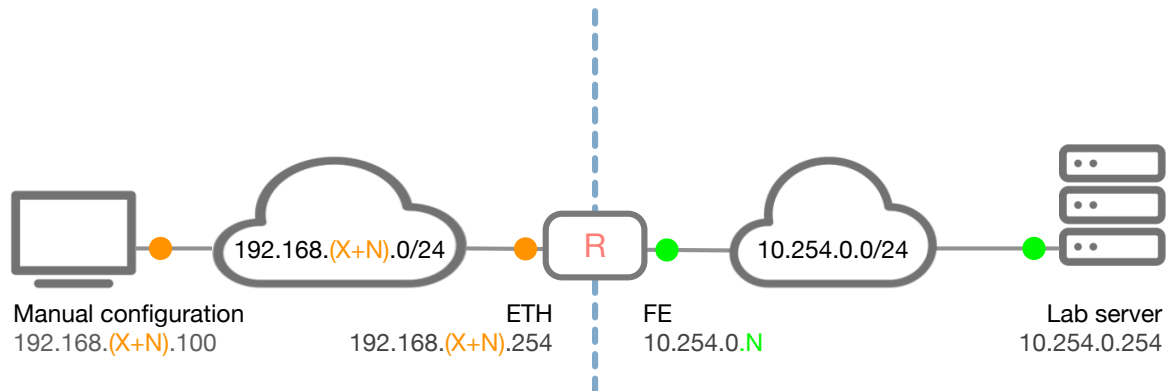 192.168.(X+N).0/24
R
10.254.0.0/24
Manual configuration
192.168.(X+N).100
ETH
192.168.(X+N).254
FE
10.254.0.N
Lab server
10.254.0.254